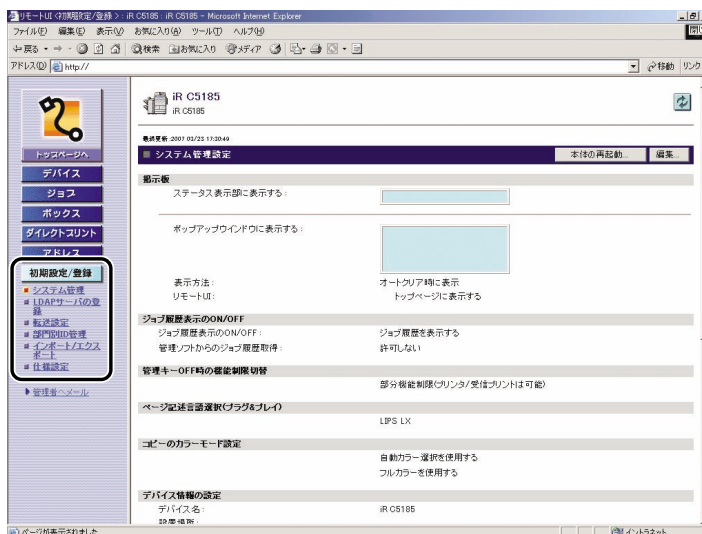 リモートUI <初期設定/登録> : iR C5185 : iR C5185 - Microsoft Internet Explorer
ファイル(F) 編集(E) 表示(V) お気に入り(A) ツール(T) ヘルプ(H)
戻る 検索 お気に入り メディア
アドレス(D) http:// 移動 リンク
iR C5185
iR C5185
最終更新 :2007 03/23 17:30:49
トップページへ
システム管理設定 本体の再起動... 編集...
デバイス
ジョブ
ボックス
ダイレクトプリント
アドレス
初期設定/登録
システム管理
LDAPサーバの登
録
転送設定
部門別ID管理
インポート/エクス
ポート
仕様設定
管理者へメール
掲示板
ステータス表示部に表示する :
ポップアップウインドウに表示する :
表示方法 : オートクリア時に表示
リモートUI : トップページに表示する
ジョブ履歴表示のON/OFF
ジョブ履歴表示のON/OFF : ジョブ履歴を表示する
管理ソフトからのジョブ履歴取得 : 許可しない
管理キーOFF時の機能制限切替
部分機能制限(プリンタ/受信プリントは可能)
ページ記述言語選択(プラグ&プレイ)
LIPS LX
コピーのカラーモード設定
自動カラー選択を使用する
フルカラーを使用する
デバイス情報の設定
デバイス名 : iR C5185
設置場所 :
ページが表示されました イントラネット